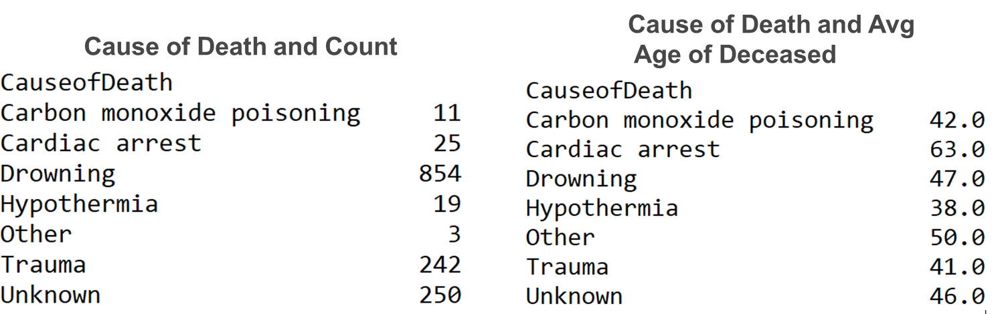 Cause of Death and Count
CauseofDeath
Carbon monoxide poisoning 11
Cardiac arrest 25
Drowning 854
Hypothermia 19
Other 3
Trauma 242
Unknown 250
Cause of Death and Avg
Age of Deceased
CauseofDeath
Carbon monoxide poisoning 42.0
Cardiac arrest 63.0
Drowning 47.0
Hypothermia 38.0
Other 50.0
Trauma 41.0
Unknown 46.0